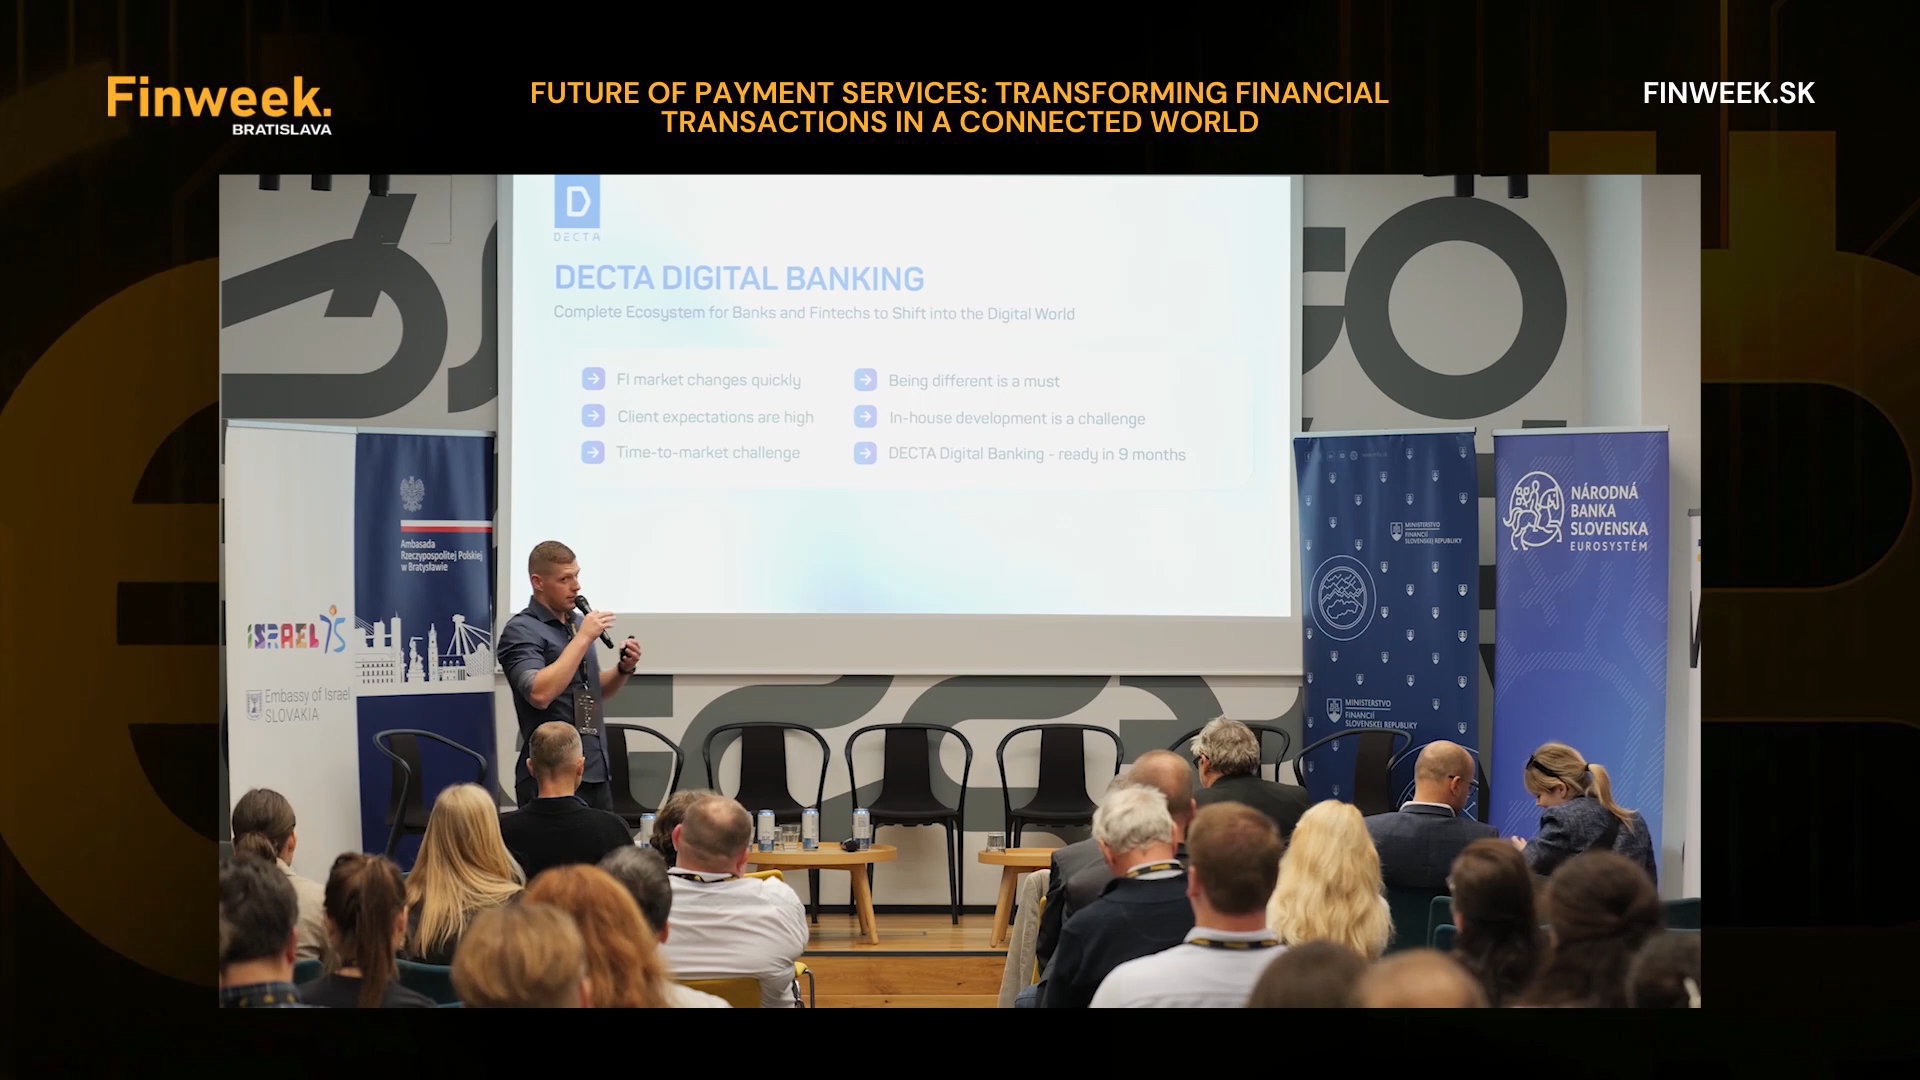 Finweek.
BRATISLAVA
FUTURE OF PAYMENT SERVICES: TRANSFORMING FINANCIAL
TRANSACTIONS IN A CONNECTED WORLD
FINWEEK.SK
D
DECTA
DECTA DIGITAL BANKING
Complete Ecosystem for Banks and Fintechs to Shift into the Digital World
FI market changes quickly
Client expectations are high
Time-to-market challenge
Being different is a must
In-house development is a challenge
DECTA Digital Banking - ready in 9 months
ISRAEL 75
Embassy of Israel
SLOVAKIA
Ambasada
Rzeczypospolitej Polskiej
w Bratysławie
MINISTERSTVO
FINANCIÍ
SLOVENSKEJ REPUBLIKY
MINISTERSTVO
FINANCIÍ
SLOVENSKEJ REPUBLIKY
NÁRODNÁ
BANKA
SLOVENSKA
EUROSYSTÉM